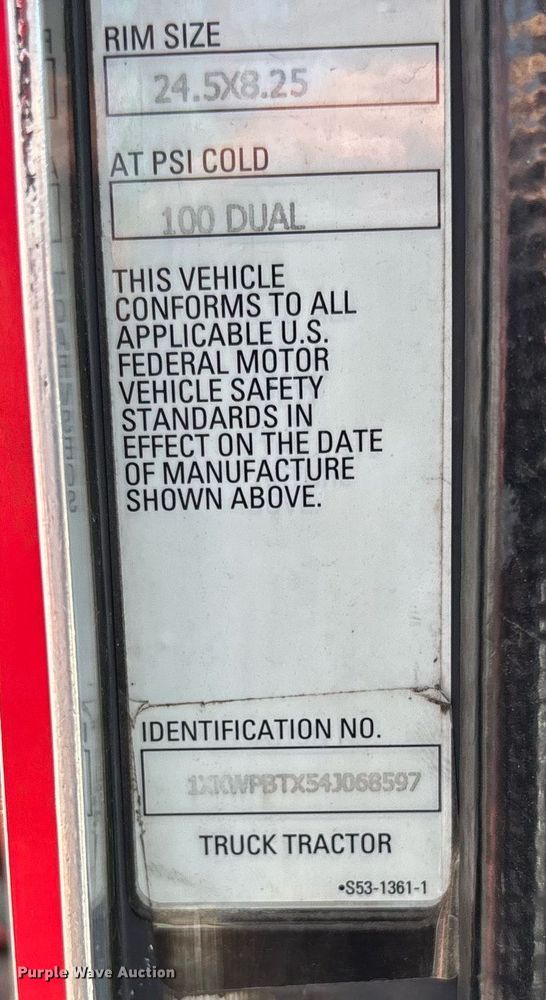 RIM SIZE
24.5X8.25
AT PSI COLD
100 DUAL
THIS VEHICLE
CONFORMS TO ALL
APPLICABLE U.S.
FEDERAL MOTOR
VEHICLE SAFETY
STANDARDS IN
EFFECT ON THE DATE
OF MANUFACTURE
SHOWN ABOVE.
IDENTIFICATION NO.
1XKWPBTX54J068597
TRUCK TRACTOR
•S53-1361-1
Purple Wave Auction